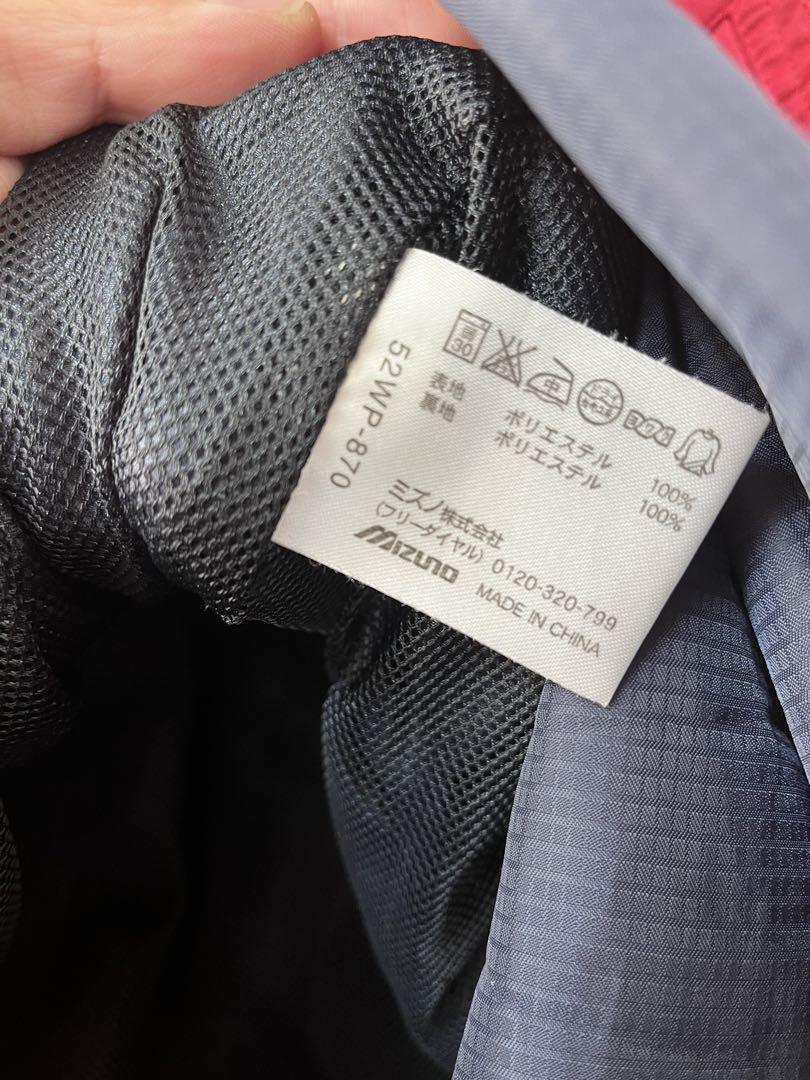 弱
30
中
52WP-870
表地 ポリエステル 100%
裏地 ポリエステル 100%
ミズノ株式会社
(フリーダイヤル) 0120-320-799
MIZUNO MADE IN CHINA